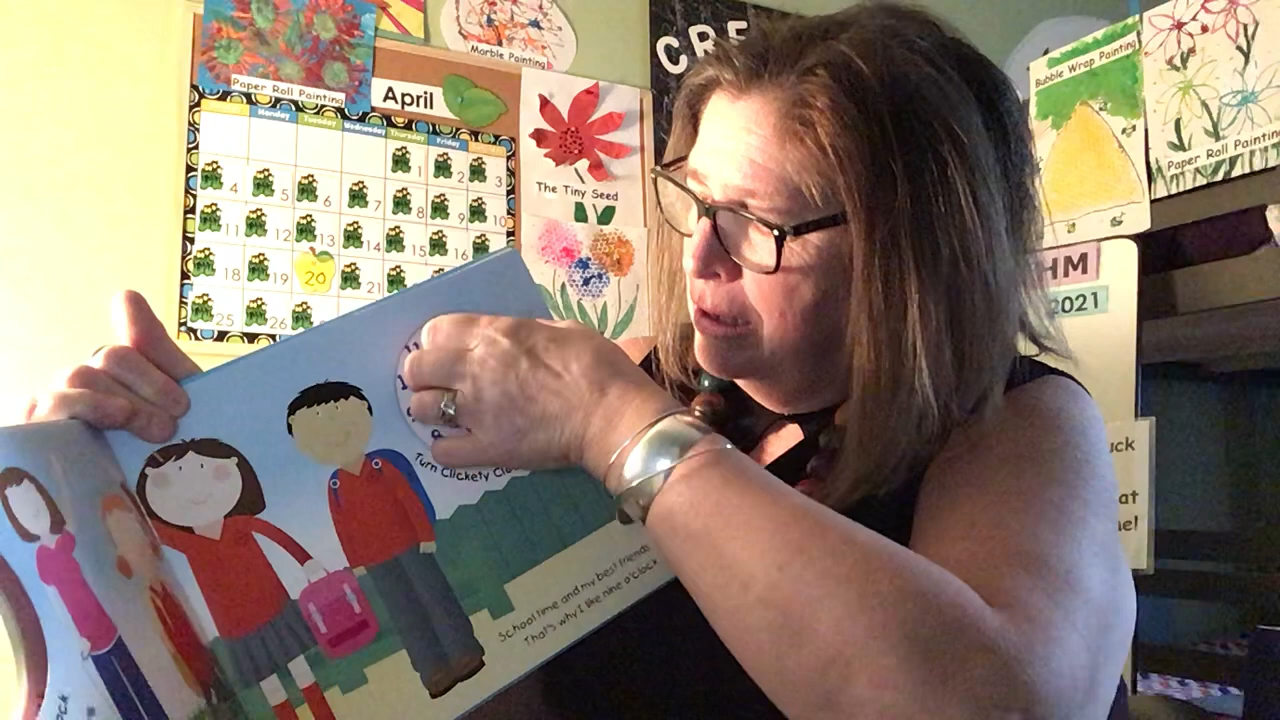 Paper Roll Painting
Marble Painting
CRE
Bubble Wrap Painting
Paper Roll Painting
April
Monday Tuesday Wednesday Thursday Friday
1 2 3
4 5 6 7 8 9 10
11 12 13 14 15 16
18 19 20 21
25 26
The Tiny Seed
HM
2021
uck
at
ne!
Turn Clickety Clo
School time and my best friends
That's why I like nine o'clock